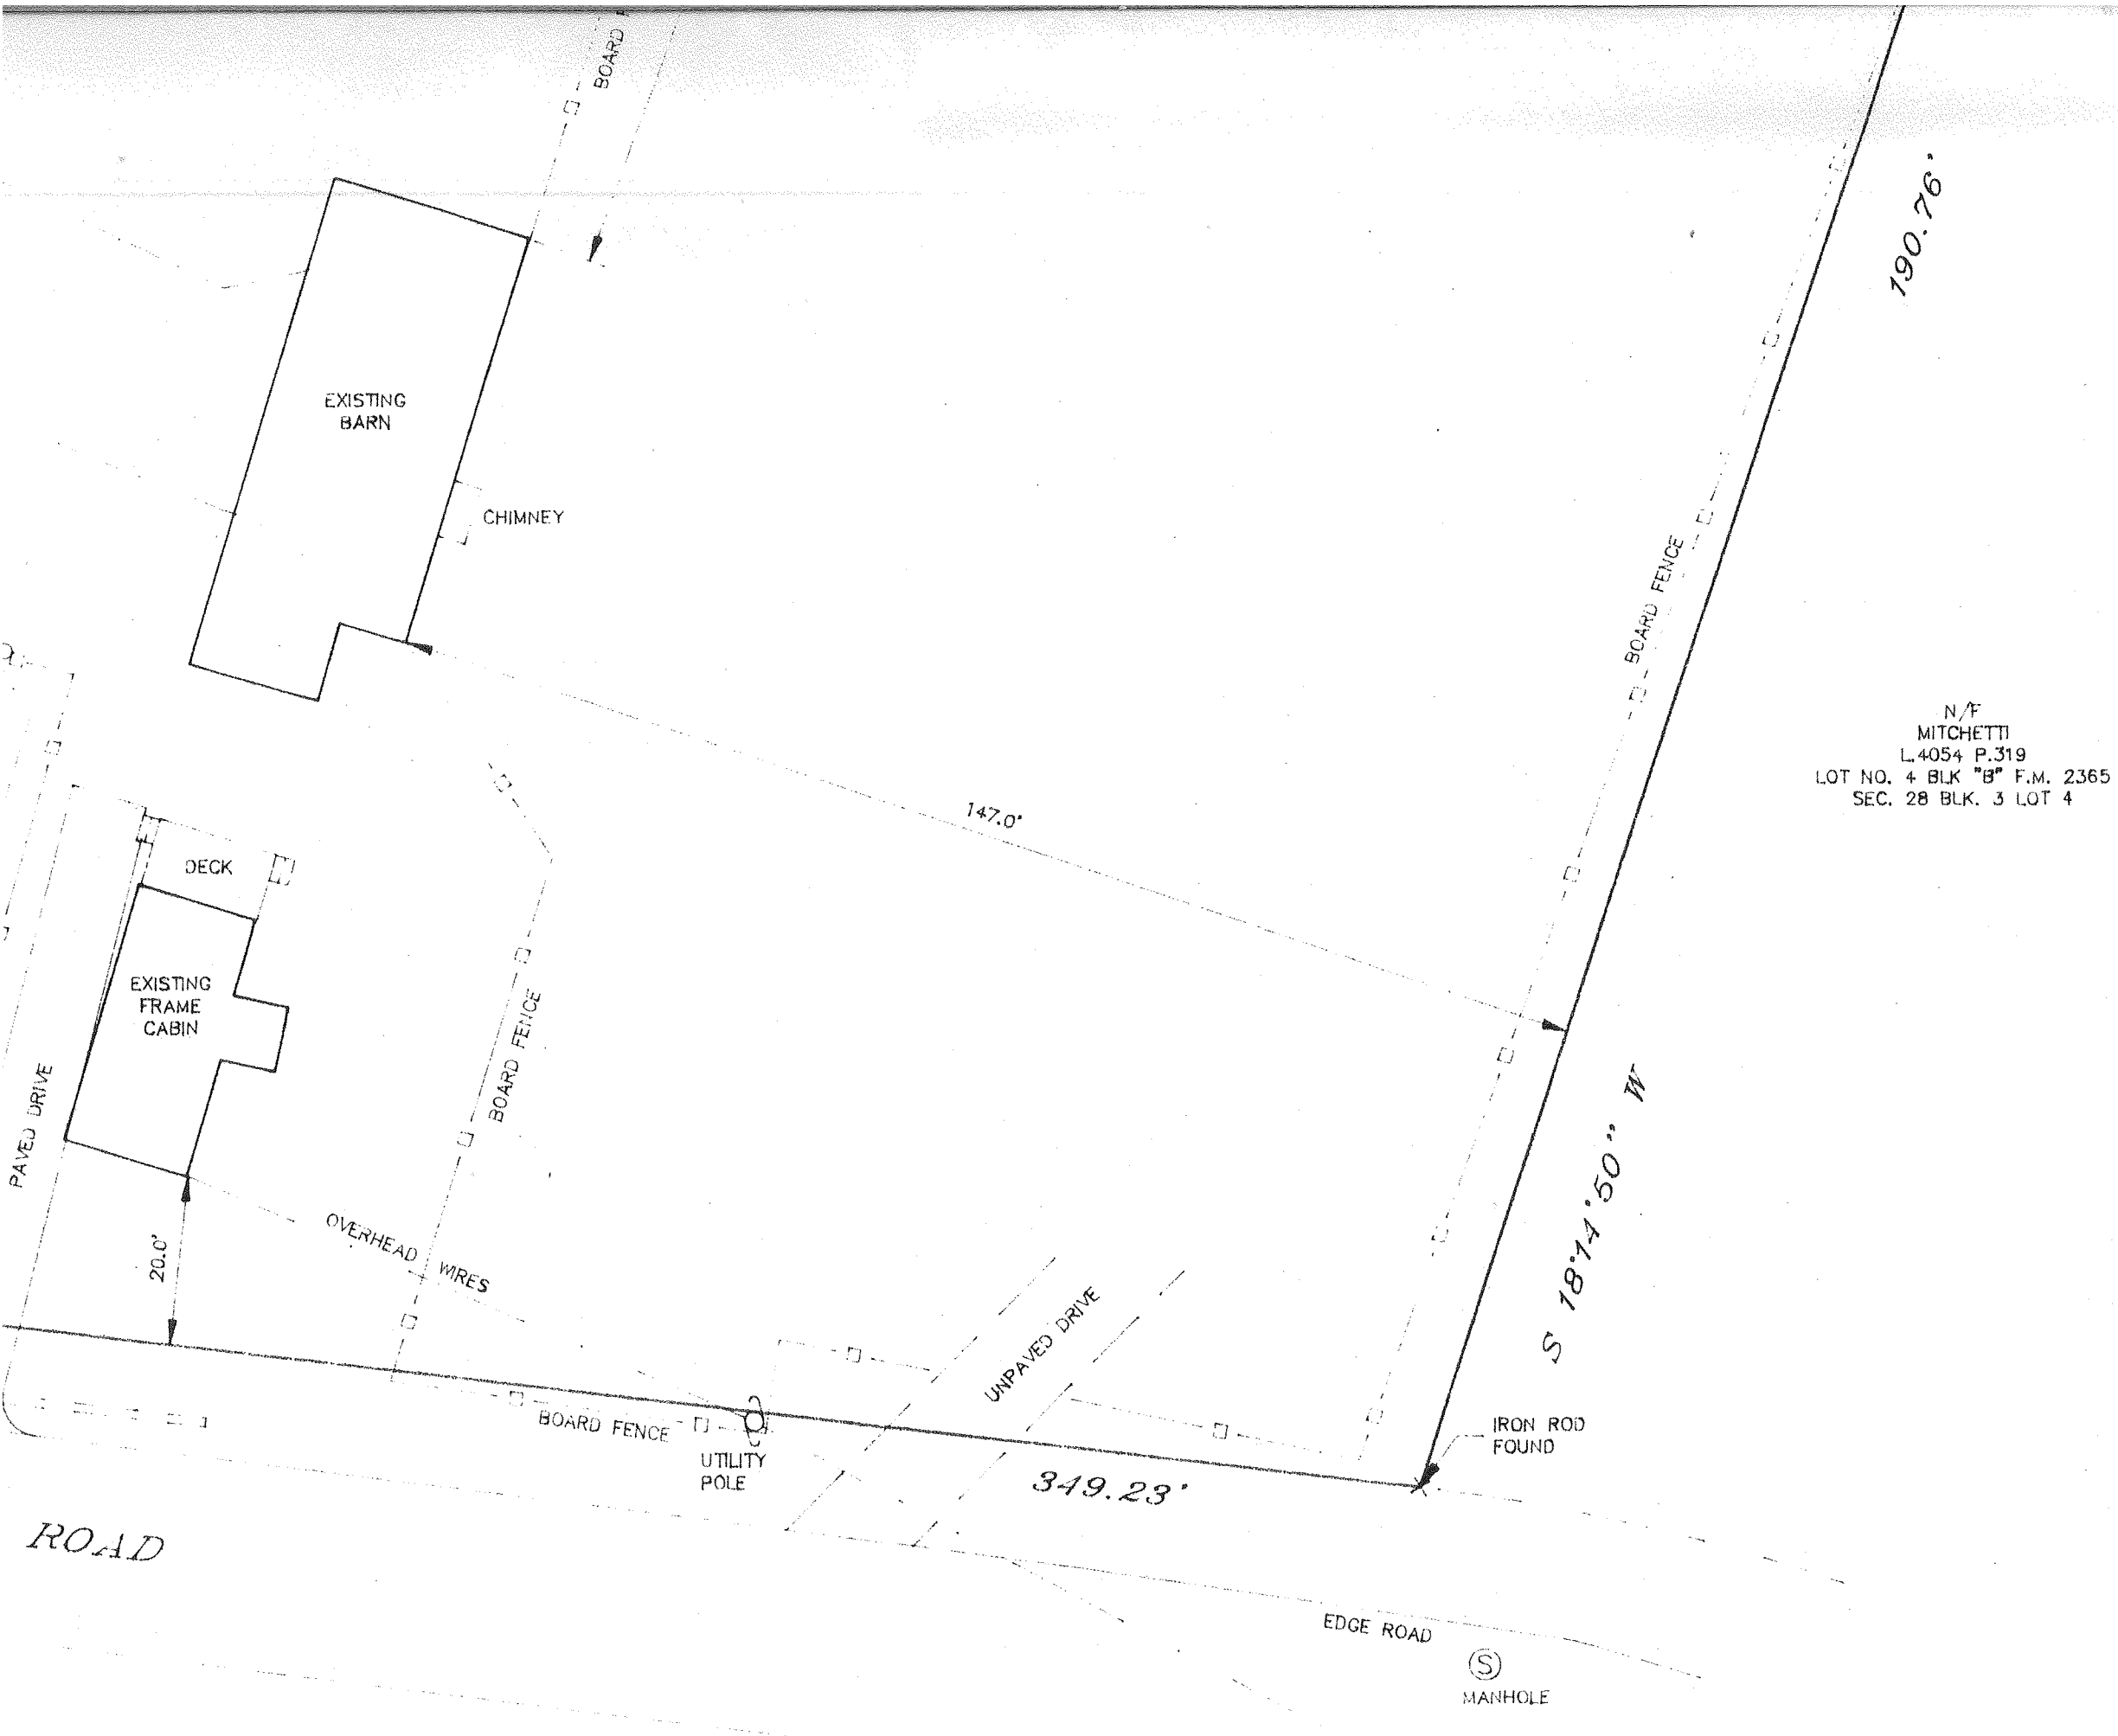 BOARD
190.76'
EXISTING
BARN
CHIMNEY
BOARD FENCE
N/F
MITCHETTI
L.4054 P.319
LOT NO. 4 BLK "B" F.M. 2365
SEC. 28 BLK. 3 LOT 4
147.0'
DECK
EXISTING
FRAME
CABIN
BOARD FENCE
PAVED DRIVE
S 18°14'50" W
20.0'
OVERHEAD WIRES
UNPAVED DRIVE
BOARD FENCE
UTILITY
POLE
349.23'
IRON ROD
FOUND
ROAD
EDGE ROAD
S
MANHOLE